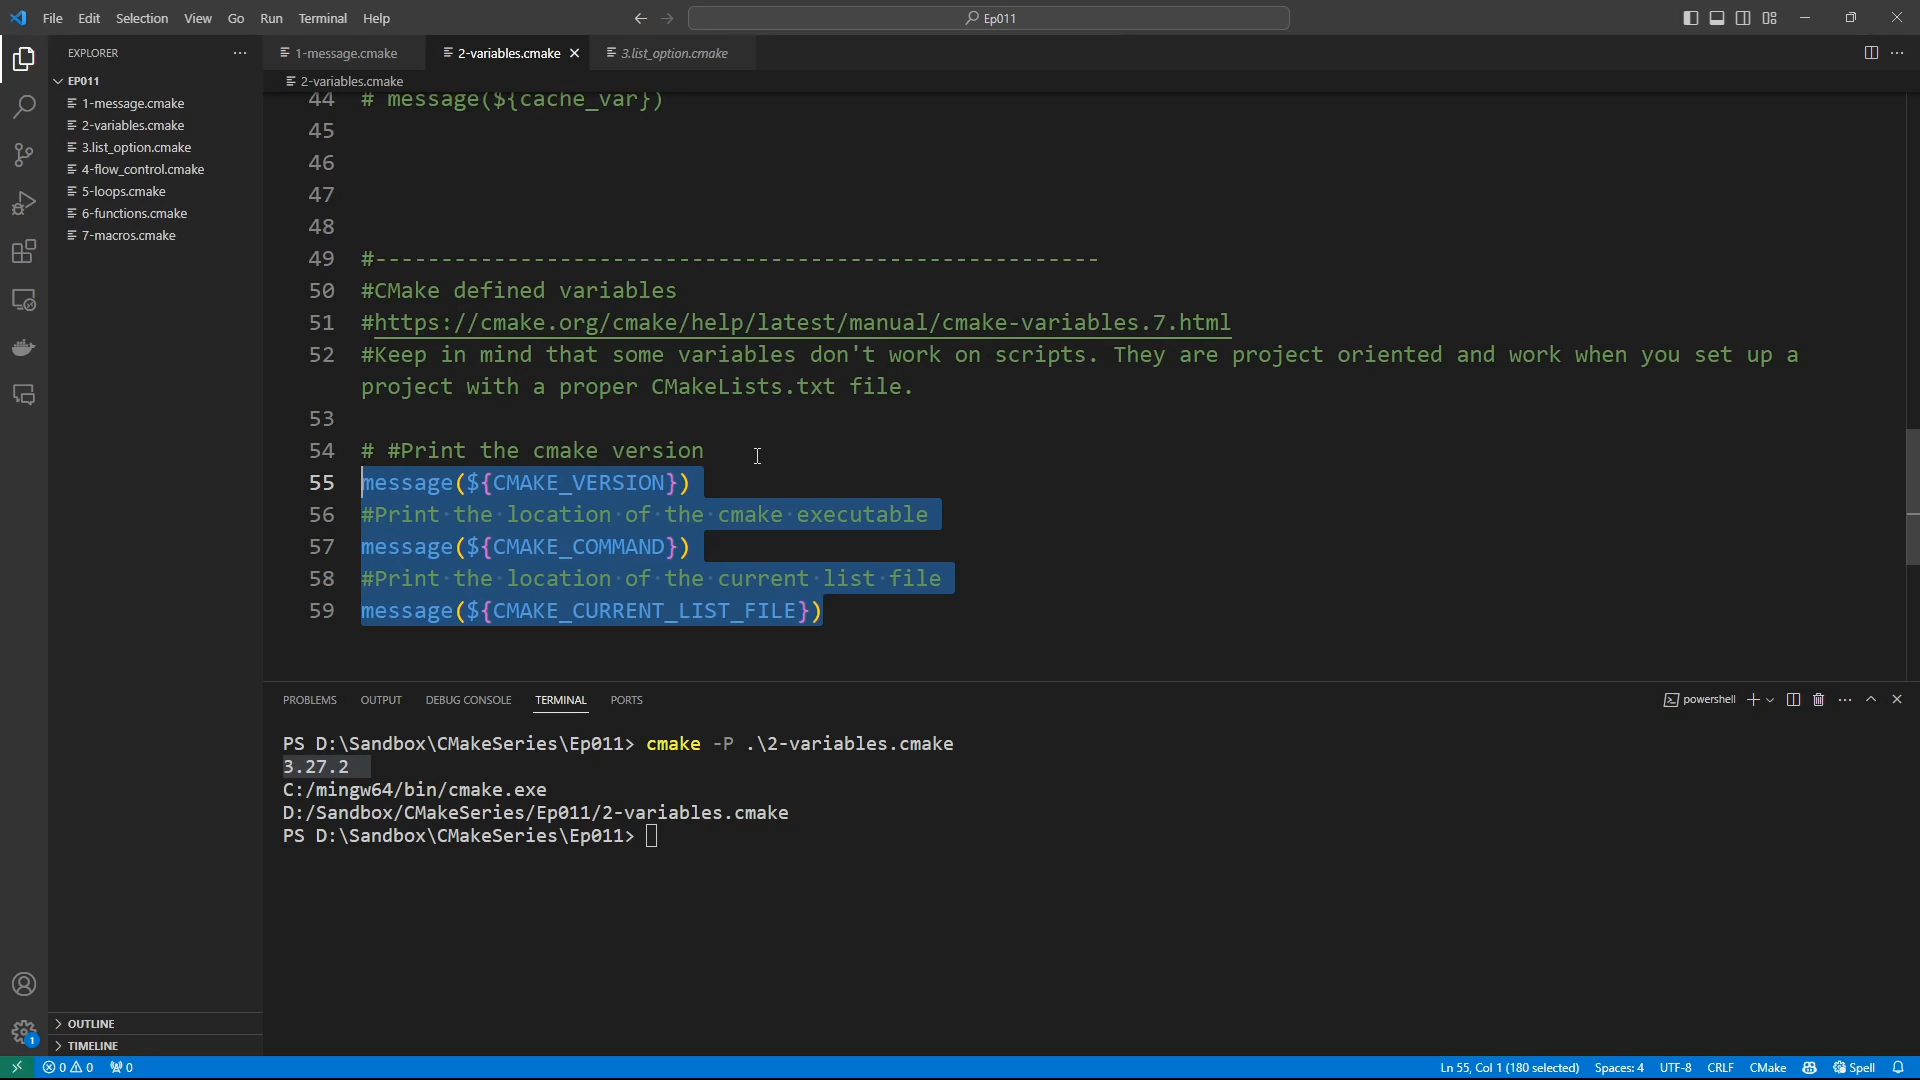 File Edit Selection View Go Run Terminal Help
Ep011
EXPLORER
EP011
1-message.cmake
2-variables.cmake
3.list_option.cmake
4-flow_control.cmake
5-loops.cmake
6-functions.cmake
7-macros.cmake
OUTLINE
TIMELINE
1-message.cmake 2-variables.cmake 3.list_option.cmake
2-variables.cmake
44 # message(${cache_var})
45
46
47
48
49 #-------------------------------------------------------
50 #CMake defined variables
51 #https://cmake.org/cmake/help/latest/manual/cmake-variables.7.html
52 #Keep in mind that some variables don't work on scripts. They are project oriented and work when you set up a
project with a proper CMakeLists.txt file.
53
54 # #Print the cmake version
55 message(${CMAKE_VERSION})
56 #Print the location of the cmake executable
57 message(${CMAKE_COMMAND})
58 #Print the location of the current list file
59 message(${CMAKE_CURRENT_LIST_FILE})
PROBLEMS OUTPUT DEBUG CONSOLE TERMINAL PORTS
powershell
PS D:\Sandbox\CMakeSeries\Ep011> cmake -P .\2-variables.cmake
3.27.2
C:/mingw64/bin/cmake.exe
D:/Sandbox/CMakeSeries/Ep011/2-variables.cmake
PS D:\Sandbox\CMakeSeries\Ep011>
1
0 0 0
Ln 55, Col 1 (180 selected) Spaces: 4 UTF-8 CRLF CMake Spell